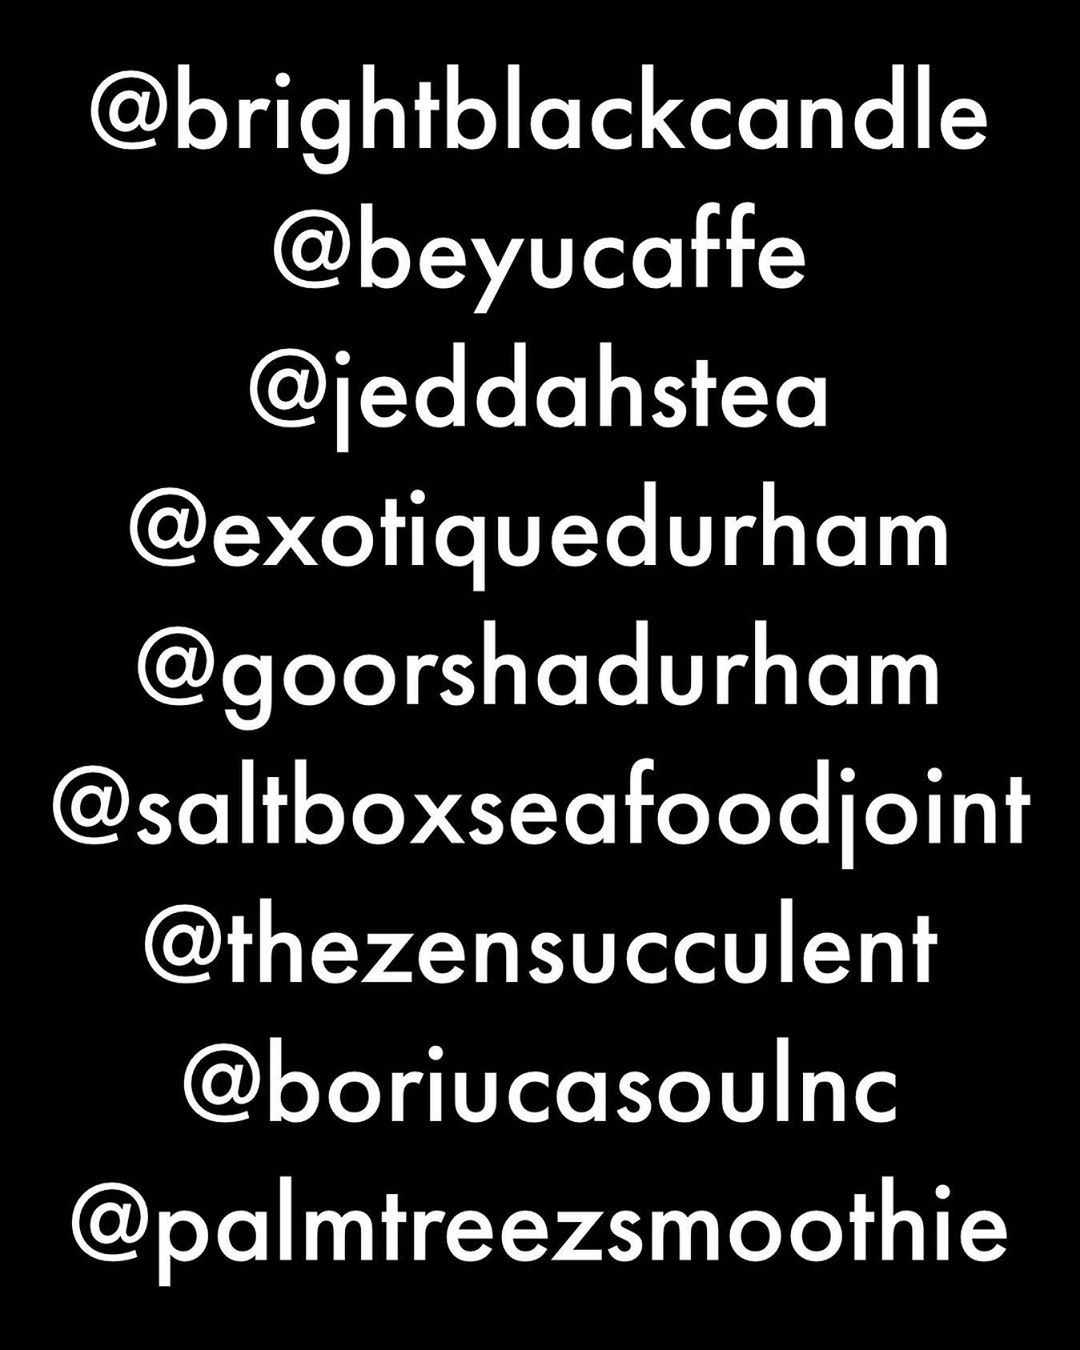 @brightblackcandle
@beyucaffe
@jeddahstea
@exotiquedurham
@goorshadurham
@saltboxseafoodjoint
@thezensucculent
@boriucasoulnc
@palmtreezsmoothie